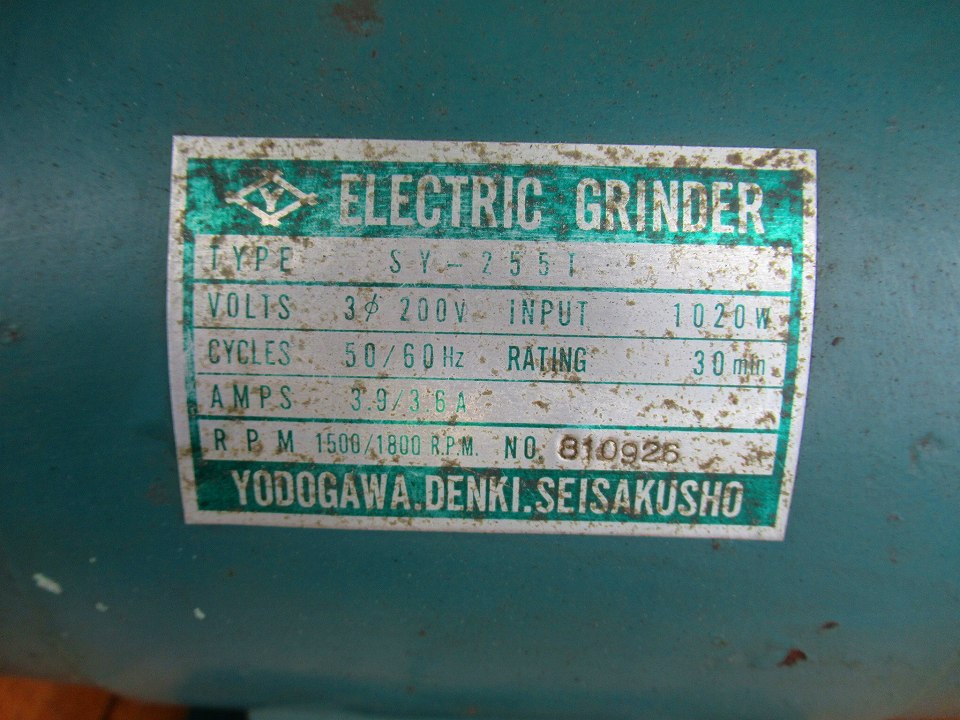 Y ELECTRIC GRINDER
TYPE SY-255T
VOLTS 3φ 200V INPUT 1020W
CYCLES 50/60Hz RATING 30min
AMPS 3.9/3.6A
RPM 1500/1800 R.P.M. NO. 810926
YODOGAWA.DENKI.SEISAKUSHO